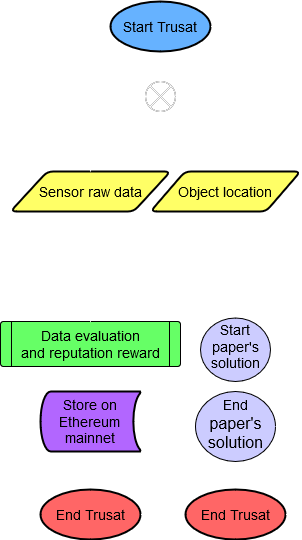 Start Trusat
Sensor raw data
Object location
Data evaluation
and reputation reward
Start
paper's
solution
Store on
Ethereum
mainnet
End
paper's
solution
End Trusat
End Trusat